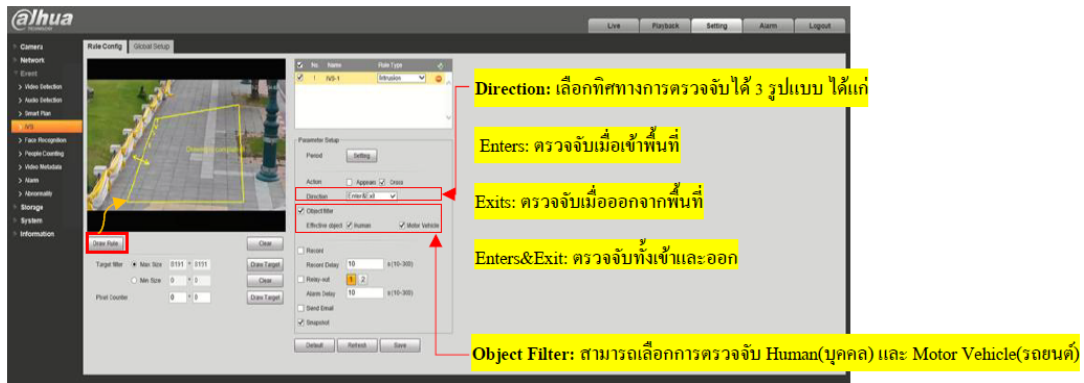 alhua
TECHNOLOGY
Live Playback Setting Alarm Logout
Camera
Network
Event
Video Detection
Audio Detection
Smart Plan
IVS
Face Recognition
People Counting
Video Metadata
Alarm
Abnormality
Storage
System
Information
Rule Config Global Setup
Draw Rule Clear
Target filter Max Size 8191 * 8191 Draw Target
Min Size 0 * 0 Clear
Pixel Counter 0 * 0 Draw Target
No. Name Rule Type
1 IVS-1 Intrusion
Parameter Setup
Period Setting
Action Appears Cross
Direction Enter&Exit
Object filter
Effective object Human Motor Vehicle
Record
Record Delay 10 s(10~300)
Relay-out 1 2
Alarm Delay 10 s(10~300)
Send Email
Snapshot
Default Refresh Save
Direction: เลือกทิศทางการตรวจจับได้ 3 รูปแบบ ได้แก่
Enters: ตรวจจับเมื่อเข้าพื้นที่
Exits: ตรวจจับเมื่อออกจากพื้นที่
Enters&Exit: ตรวจจับทั้งเข้าและออก
Object Filter: สามารถเลือกการตรวจจับ Human(บุคคล) และ Motor Vehicle(รถยนต์)